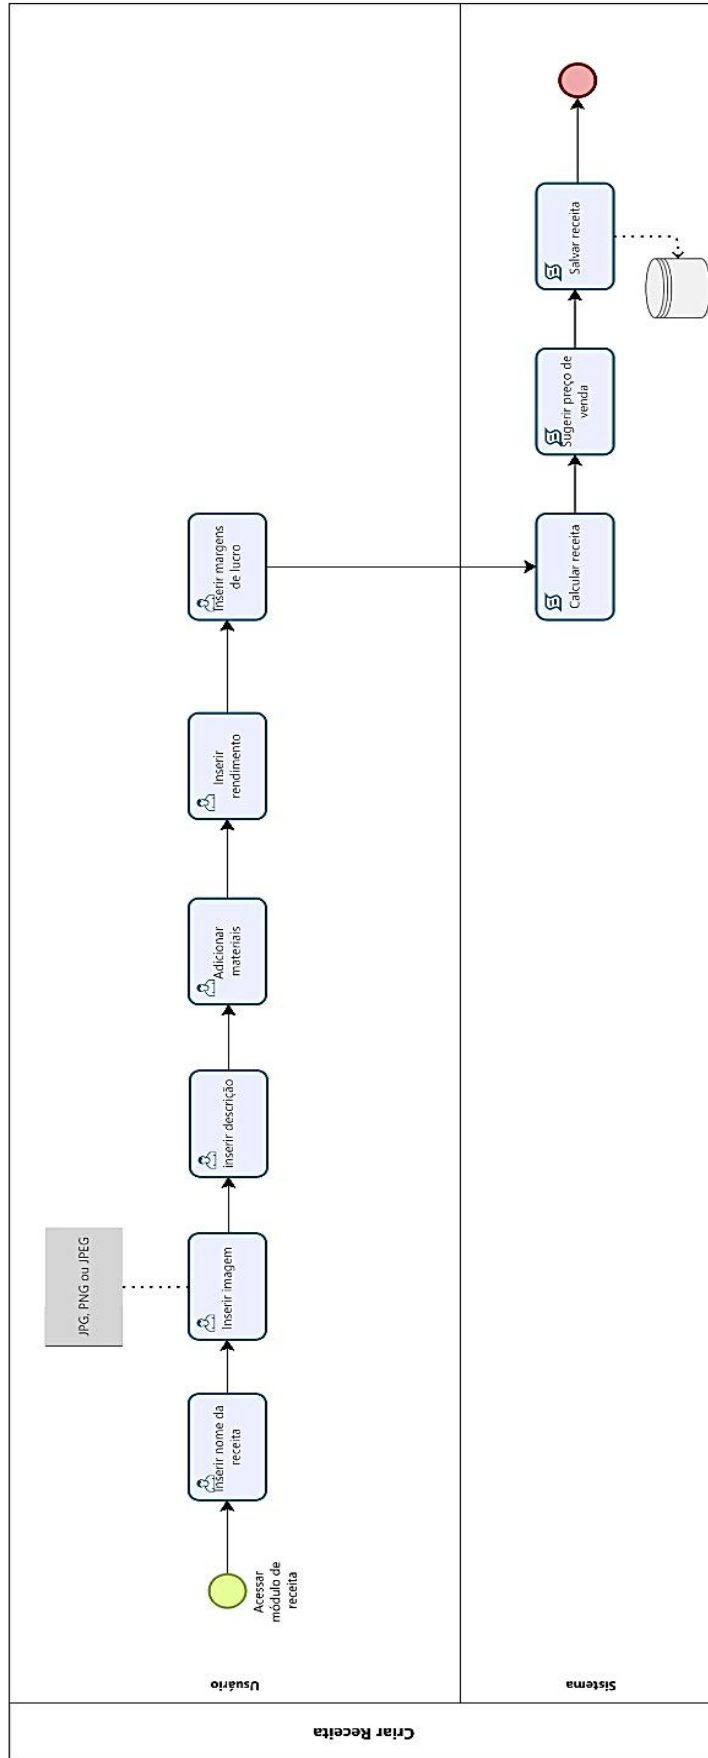 Criar Receita
Usuário
Acessar
módulo de
receita
Inserir nome da
receita
Inserir imagem
JPG, PNG ou JPEG
inserir descrição
Adicionar
materiais
Inserir
rendimento
Inserir margens
de lucro
Sistema
Calcular receita
Sugerir preço de
venda
Salvar receita